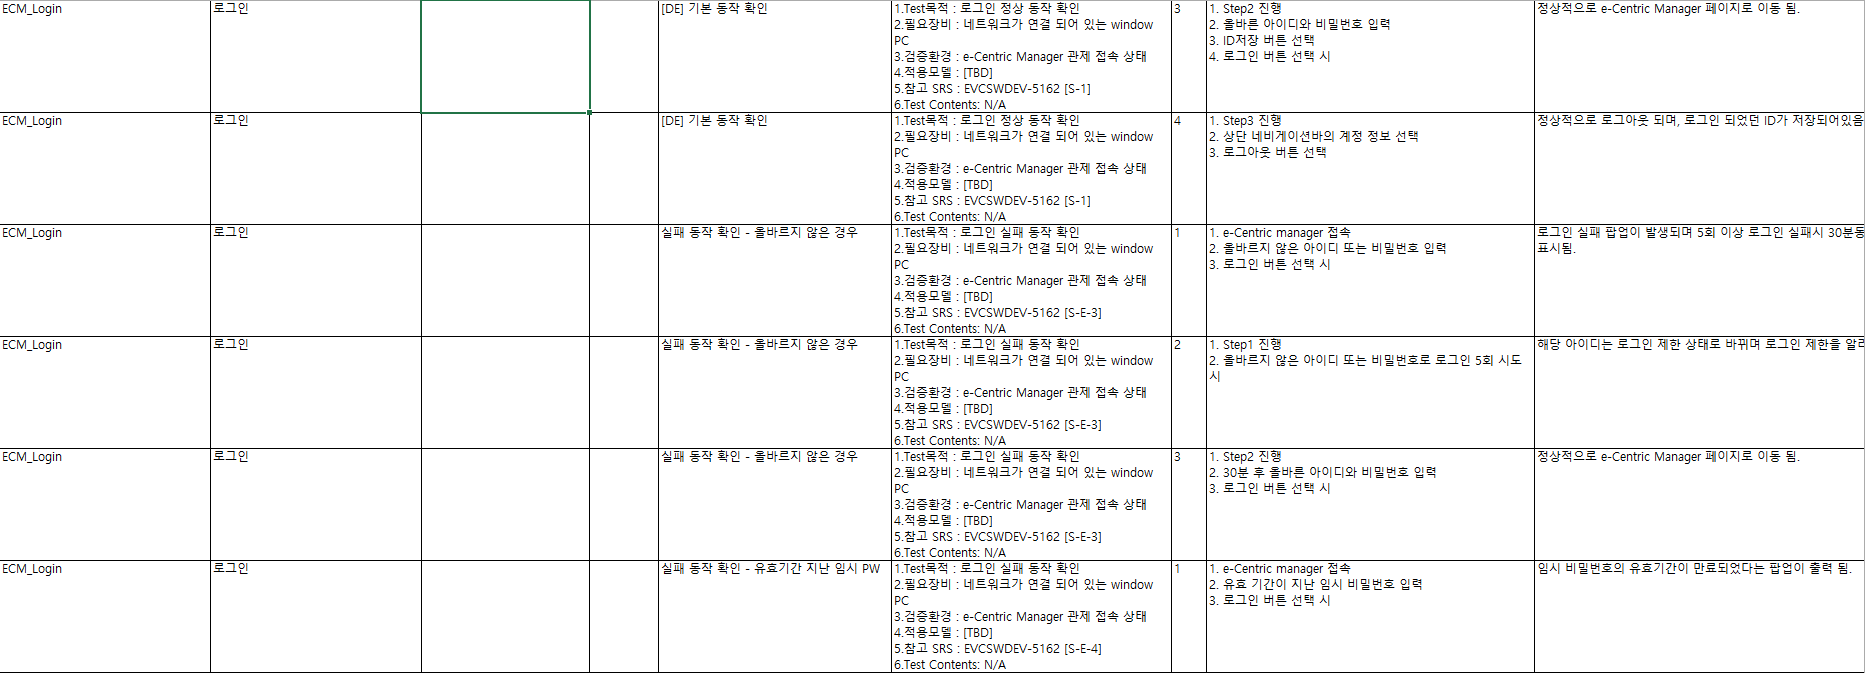 ECM_Login
로그인
[DE] 기본 동작 확인
1.Test목적 : 로그인 정상 동작 확인
2.필요장비 : 네트워크가 연결 되어 있는 window
PC
3.검증환경 : e-Centric Manager 관제 접속 상태
4.적용모델 : [TBD]
5.참고 SRS : EVCSWDEV-5162 [S-1]
6.Test Contents: N/A
3
1. Step2 진행
2. 올바른 아이디와 비밀번호 입력
3. ID저장 버튼 선택
4. 로그인 버튼 선택 시
정상적으로 e-Centric Manager 페이지로 이동 됨.
ECM_Login
로그인
[DE] 기본 동작 확인
1.Test목적 : 로그인 정상 동작 확인
2.필요장비 : 네트워크가 연결 되어 있는 window
PC
3.검증환경 : e-Centric Manager 관제 접속 상태
4.적용모델 : [TBD]
5.참고 SRS : EVCSWDEV-5162 [S-1]
6.Test Contents: N/A
4
1. Step3 진행
2. 상단 네비게이션바의 계정 정보 선택
3. 로그아웃 버튼 선택
정상적으로 로그아웃 되며, 로그인 되었던 ID가 저장되어있음
ECM_Login
로그인
실패 동작 확인 - 올바르지 않은 경우
1.Test목적 : 로그인 실패 동작 확인
2.필요장비 : 네트워크가 연결 되어 있는 window
PC
3.검증환경 : e-Centric Manager 관제 접속 상태
4.적용모델 : [TBD]
5.참고 SRS : EVCSWDEV-5162 [S-E-3]
6.Test Contents: N/A
1
1. e-Centric manager 접속
2. 올바르지 않은 아이디 또는 비밀번호 입력
3. 로그인 버튼 선택 시
로그인 실패 팝업이 발생되며 5회 이상 로그인 실패시 30분동
표시됨.
ECM_Login
로그인
실패 동작 확인 - 올바르지 않은 경우
1.Test목적 : 로그인 실패 동작 확인
2.필요장비 : 네트워크가 연결 되어 있는 window
PC
3.검증환경 : e-Centric Manager 관제 접속 상태
4.적용모델 : [TBD]
5.참고 SRS : EVCSWDEV-5162 [S-E-3]
6.Test Contents: N/A
2
1. Step1 진행
2. 올바르지 않은 아이디 또는 비밀번호로 로그인 5회 시도
시
해당 아이디는 로그인 제한 상태로 바뀌며 로그인 제한을
ECM_Login
로그인
실패 동작 확인 - 올바르지 않은 경우
1.Test목적 : 로그인 실패 동작 확인
2.필요장비 : 네트워크가 연결 되어 있는 window
PC
3.검증환경 : e-Centric Manager 관제 접속 상태
4.적용모델 : [TBD]
5.참고 SRS : EVCSWDEV-5162 [S-E-3]
6.Test Contents: N/A
3
1. Step2 진행
2. 30분 후 올바른 아이디와 비밀번호 입력
3. 로그인 버튼 선택 시
정상적으로 e-Centric Manager 페이지로 이동 됨.
ECM_Login
로그인
실패 동작 확인 - 유효기간 지난 임시 PW
1.Test목적 : 로그인 실패 동작 확인
2.필요장비 : 네트워크가 연결 되어 있는 window
PC
3.검증환경 : e-Centric Manager 관제 접속 상태
4.적용모델 : [TBD]
5.참고 SRS : EVCSWDEV-5162 [S-E-4]
6.Test Contents: N/A
1
1. e-Centric manager 접속
2. 유효 기간이 지난 임시 비밀번호 입력
3. 로그인 버튼 선택 시
임시 비밀번호의 유효기간이 만료되었다는 팝업이 출력 됨.